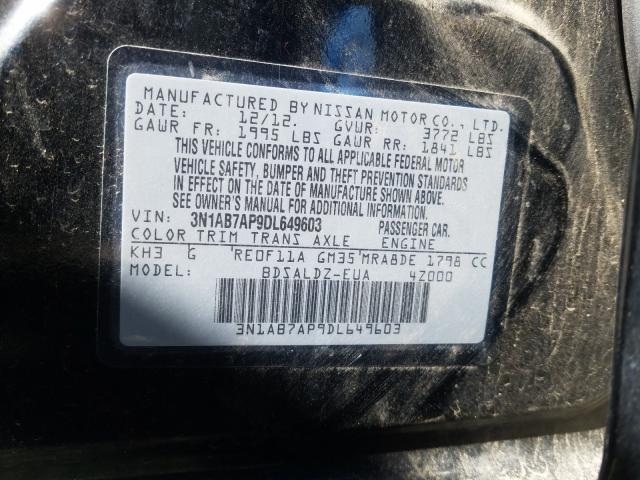 MANUFACTURED BY NISSAN MOTOR CO., LTD.
DATE: 12/12. GVWR: 3772 LBS
GAWR FR: 1995 LBS GAWR RR: 1841 LBS
THIS VEHICLE CONFORMS TO ALL APPLICABLE FEDERAL MOTOR
VEHICLE SAFETY, BUMPER AND THEFT PREVENTION STANDARDS
IN EFFECT ON THE DATE OF MANUFACTURE SHOWN ABOVE.
SEE OWNER'S MANUAL FOR ADDITIONAL INFORMATION
VIN: 3N1AB7AP9DL649603 PASSENGER CAR.
COLOR TRIM TRANS AXLE ENGINE
KH3 G RE0F11A GM35 MRA8DE 1798 CC
MODEL: BDSALDZ-EUA 4Z000
3N1AB7AP9DL649603